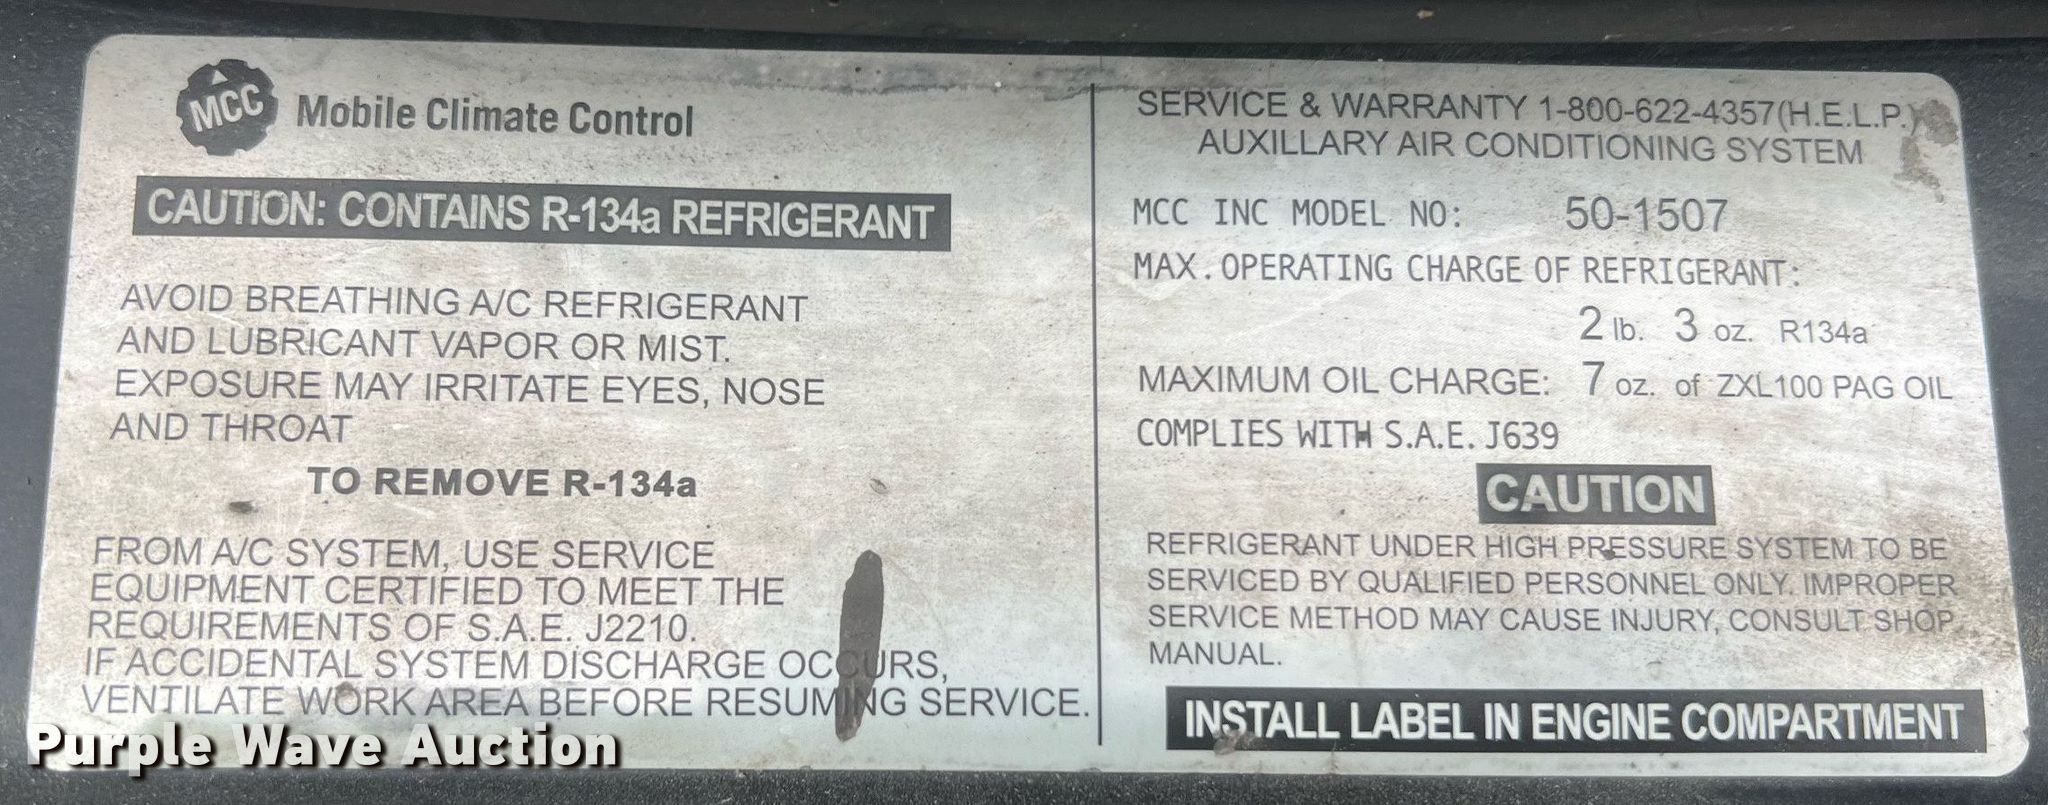 MCC Mobile Climate Control
CAUTION: CONTAINS R-134a REFRIGERANT
AVOID BREATHING A/C REFRIGERANT
AND LUBRICANT VAPOR OR MIST.
EXPOSURE MAY IRRITATE EYES, NOSE
AND THROAT
TO REMOVE R-134a
FROM A/C SYSTEM, USE SERVICE
EQUIPMENT CERTIFIED TO MEET THE
REQUIREMENTS OF S.A.E. J2210.
IF ACCIDENTAL SYSTEM DISCHARGE OCCURS,
VENTILATE WORK AREA BEFORE RESUMING SERVICE.
SERVICE & WARRANTY 1-800-622-4357(H.E.L.P.)
AUXILLARY AIR CONDITIONING SYSTEM
MCC INC MODEL NO: 50-1507
MAX. OPERATING CHARGE OF REFRIGERANT:
2 lb. 3 oz. R134a
MAXIMUM OIL CHARGE: 7 oz. of ZXL100 PAG OIL
COMPLIES WITH S.A.E. J639
CAUTION
REFRIGERANT UNDER HIGH PRESSURE SYSTEM TO BE
SERVICED BY QUALIFIED PERSONNEL ONLY. IMPROPER
SERVICE METHOD MAY CAUSE INJURY, CONSULT SHOP
MANUAL.
INSTALL LABEL IN ENGINE COMPARTMENT
Purple Wave Auction